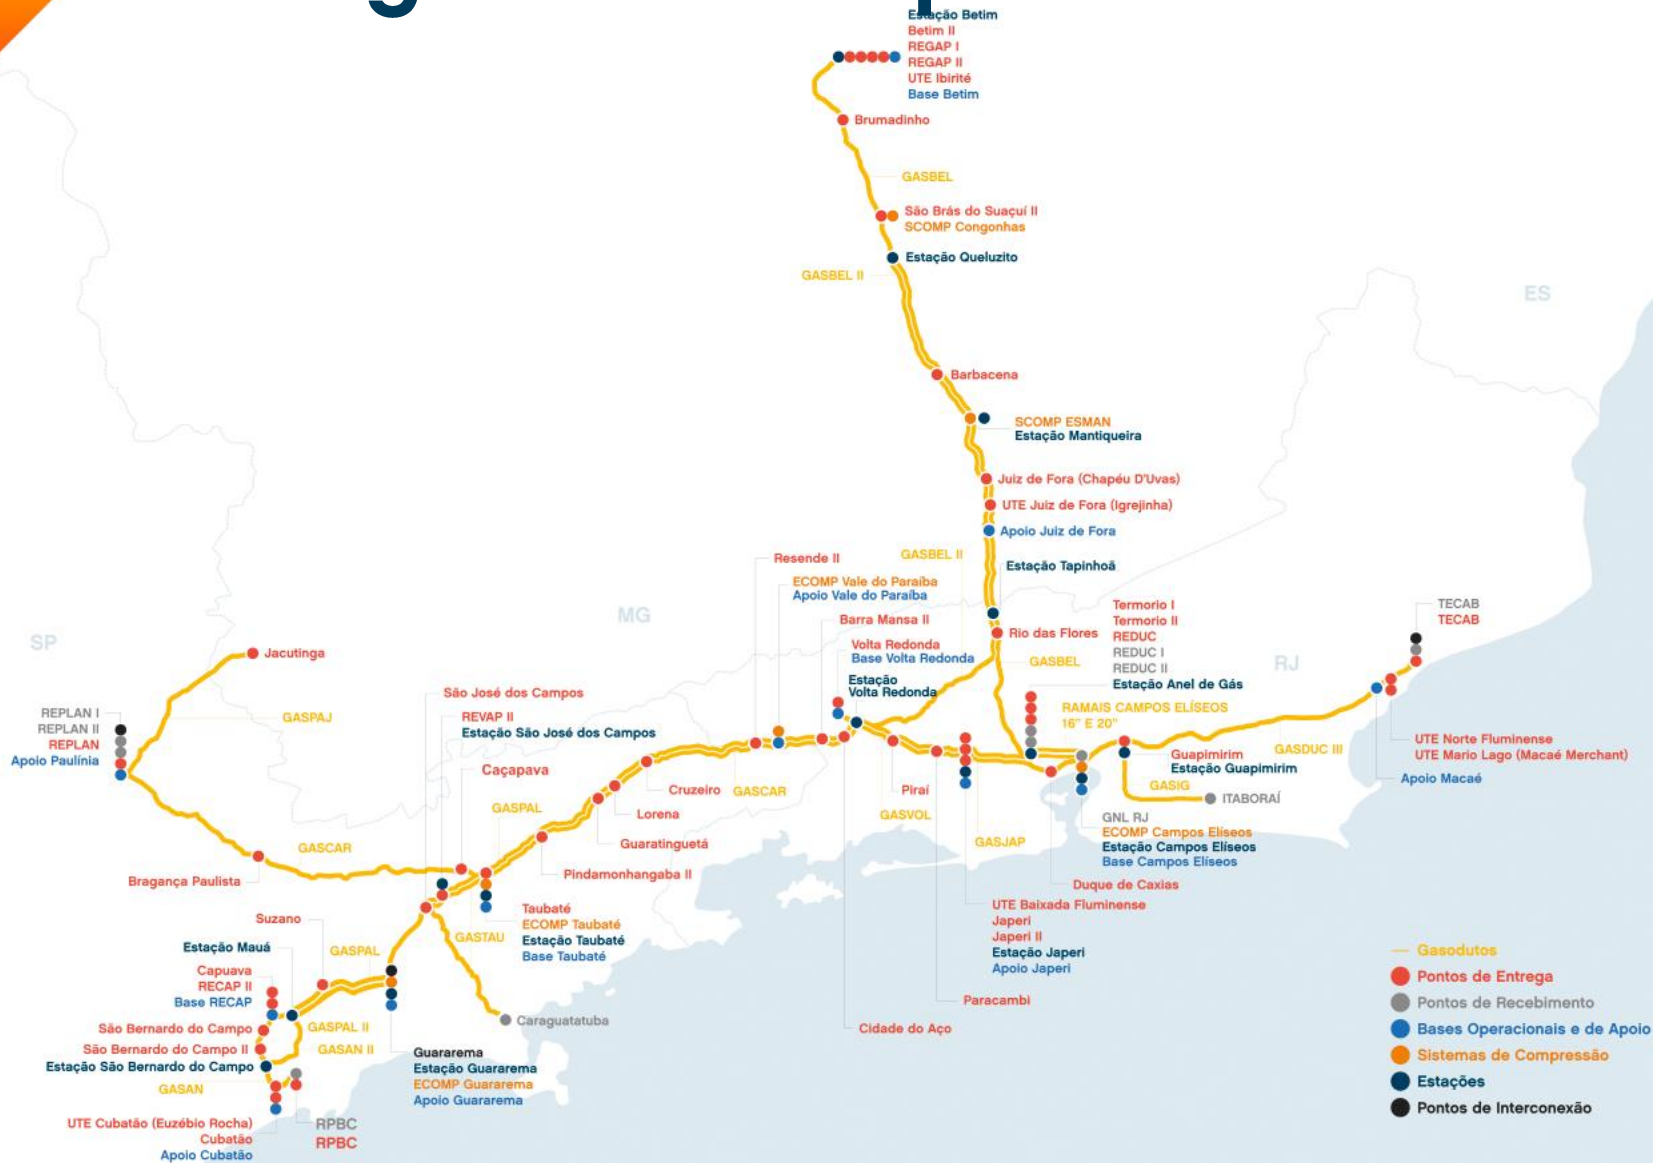 Estação Betim
Betim II
REGAP I
REGAP II
UTE Ibirité
Base Betim
Brumadinho
GASBEL
São Brás do Suaçuí II
SCOMP Congonhas
Estação Queluzito
GASBEL II
ES
Barbacena
SCOMP ESMAN
Estação Mantiqueira
Juiz de Fora (Chapéu D'Uvas)
UTE Juiz de Fora (Igrejinha)
Apoio Juiz de Fora
GASBEL II
Estação Tapinhoã
Resende II
ECOMP Vale do Paraíba
Apoio Vale do Paraíba
Barra Mansa II
Volta Redonda
Base Volta Redonda
Estação
Volta Redonda
Rio das Flores
GASBEL
Termorio I
Termorio II
REDUC
REDUC I
REDUC II
Estação Anel de Gás
RAMAIS CAMPOS ELÍSEOS
16" E 20"
TECAB
TECAB
MG
SP
RJ
Jacutinga
GASPAJ
REPLAN I
REPLAN II
REPLAN
Apoio Paulínia
São José dos Campos
REVAP II
Estação São José dos Campos
Caçapava
GASPAL
Cruzeiro
GASCAR
Lorena
Guaratinguetá
Pindamonhangaba II
Piraí
GASVOL
GASJAP
Guapimirim
Estação Guapimirim
GASIG
ITABORAÍ
GASDUC III
UTE Norte Fluminense
UTE Mario Lago (Macaé Merchant)
Apoio Macaé
GNL RJ
ECOMP Campos Elíseos
Estação Campos Elíseos
Base Campos Elíseos
Duque de Caxias
GASCAR
Bragança Paulista
Taubaté
ECOMP Taubaté
Estação Taubaté
Base Taubaté
GASTAU
UTE Baixada Fluminense
Japeri
Japeri II
Estação Japeri
Apoio Japeri
Paracambi
Cidade do Aço
Suzano
Estação Mauá
GASPAL
Capuava
RECAP II
Base RECAP
São Bernardo do Campo
GASPAL II
São Bernardo do Campo II
GASAN II
Estação São Bernardo do Campo
GASAN
Caraguatatuba
Guararema
Estação Guararema
ECOMP Guararema
Apoio Guararema
UTE Cubatão (Euzébio Rocha)
Cubatão
Apoio Cubatão
RPBC
RPBC
Gasodutos
Pontos de Entrega
Pontos de Recebimento
Bases Operacionais e de Apoio
Sistemas de Compressão
Estações
Pontos de Interconexão